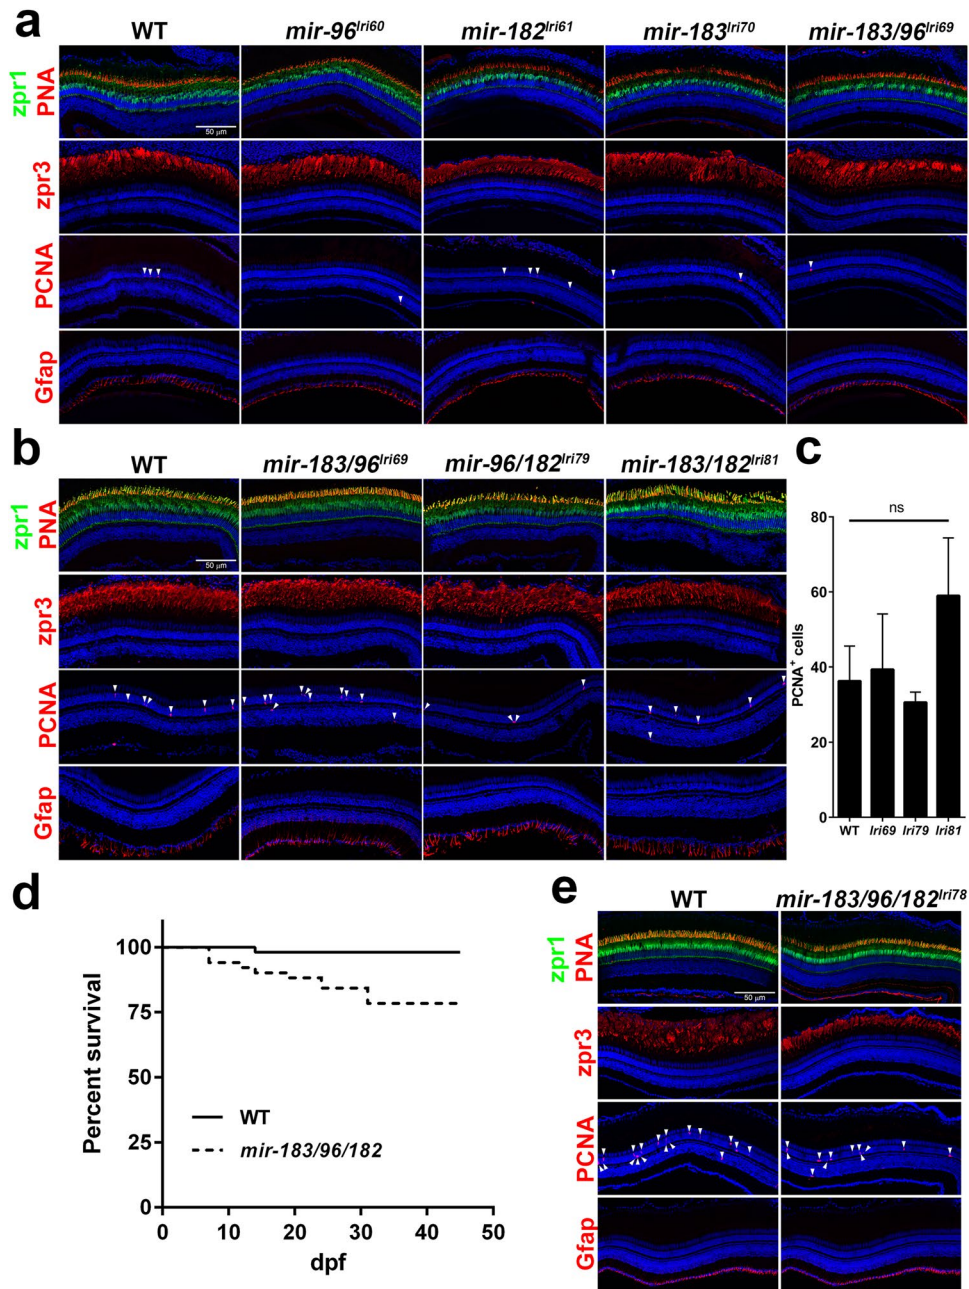 a
WT mir-96lri60 mir-182lri61 mir-183lri70 mir-183/96lri69
zpr1
PNA
50 μm
zpr3
PCNA
Gfap
b
WT mir-183/96lri69 mir-96/182lri79 mir-183/182lri81
zpr1
PNA
50 μm
zpr3
PCNA
Gfap
c
ns
80
60
40
20
0
PCNA+ cells
WT lri69 lri79 lri81
d
100
75
50
25
0
Percent survival
WT
mir-183/96/182
0 10 20 30 40 50
dpf
e
WT mir-183/96/182lri78
zpr1
PNA
50 μm
zpr3
PCNA
Gfap